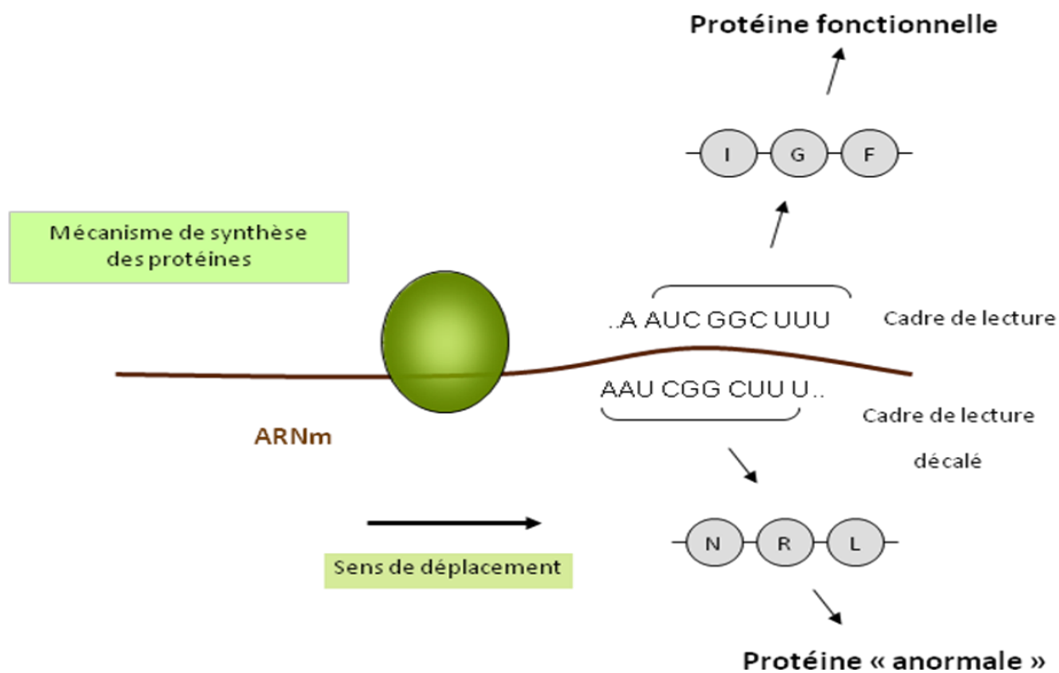 Protéine fonctionnelle
I G F
Mécanisme de synthèse
des protéines
..A AUC GGC UUU
Cadre de lecture
AAU CGG CUU U..
Cadre de lecture
décalé
ARNm
Sens de déplacement
N R L
Protéine « anormale »